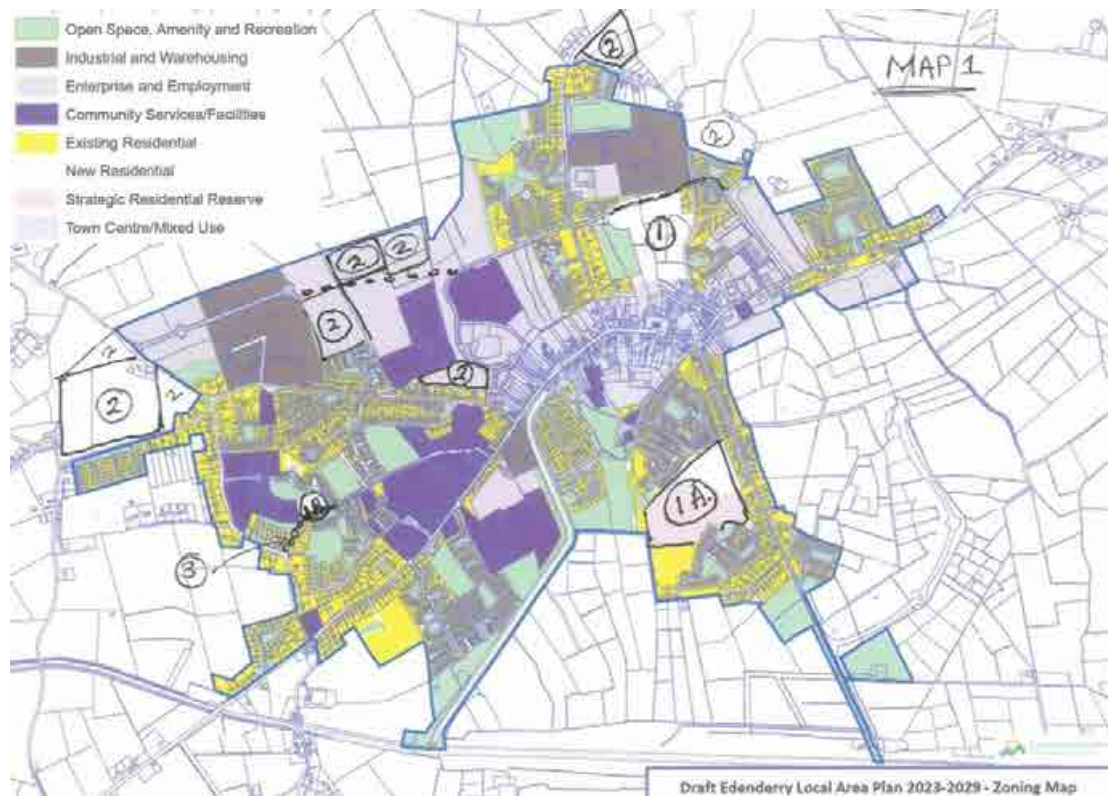 Open Space, Amenity and Recreation
Industrial and Warehousing
Enterprise and Employment
Community Services/Facilities
Existing Residential
New Residential
Strategic Residential Reserve
Town Centre/Mixed Use
MAP 1
2
2
1
2
2
2
2
2
2
2
1A.
3
Draft Edenderry Local Area Plan 2023-2029 - Zoning Map